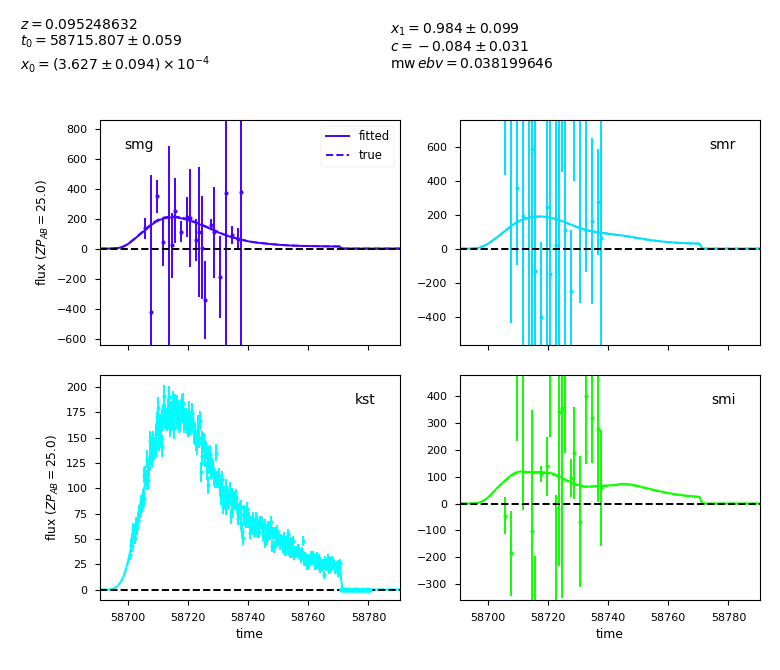 z = 0.095248632
t₀ = 58715.807 ± 0.059
x₀ = (3.627 ± 0.094) × 10⁻⁴
x₁ = 0.984 ± 0.099
c = −0.084 ± 0.031
mw ebv = 0.038199646
smg
fitted
true
800
600
400
200
0
−200
−400
−600
flux (ZP_AB = 25.0)
smr
600
400
200
0
−200
−400
kst
200
175
150
125
100
75
50
25
0
flux (ZP_AB = 25.0)
58700 58720 58740 58760 58780
time
smi
400
300
200
100
0
−100
−200
−300
58700 58720 58740 58760 58780
time